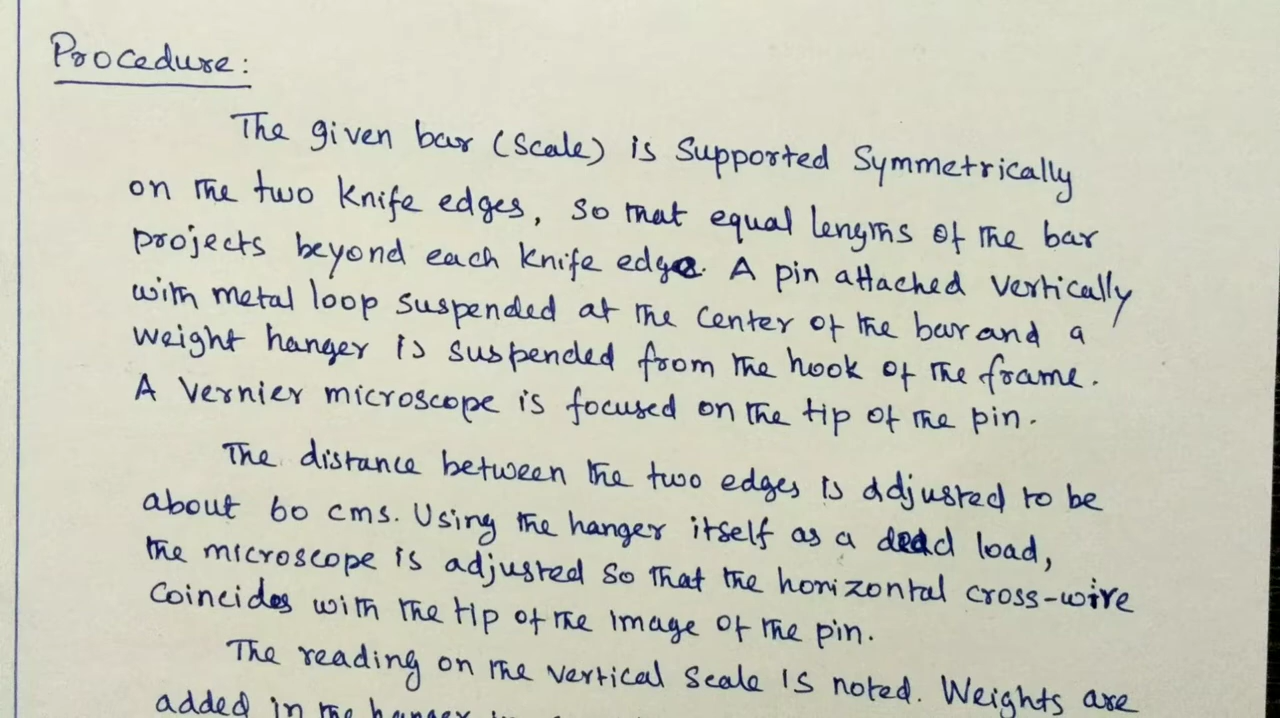 Procedure:
The given bar (Scale) is Supported Symmetrically
on the two Knife edges, so that equal lengths of the bar
projects beyond each knife edge. A pin attached vertically
with metal loop suspended at the center of the bar and a
weight hanger is suspended from the hook of the frame.
A Vernier microscope is focused on the tip of the pin.
The distance between the two edges is adjusted to be
about 60 cms. Using the hanger itself as a dead load,
the microscope is adjusted so that the horizontal cross-wire
Coincides with the tip of the image of the pin.
The reading on the vertical scale is noted. Weights are
added in the hanger